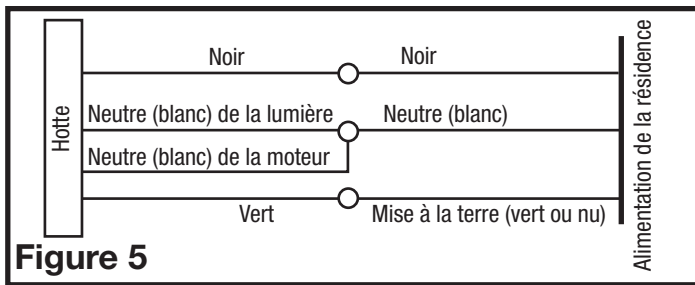 Noir
Noir
Hotte
Neutre (blanc) de la lumière
Neutre (blanc)
Neutre (blanc) de la moteur
Vert
Mise à la terre (vert ou nu)
Alimentation de la résidence
Figure 5